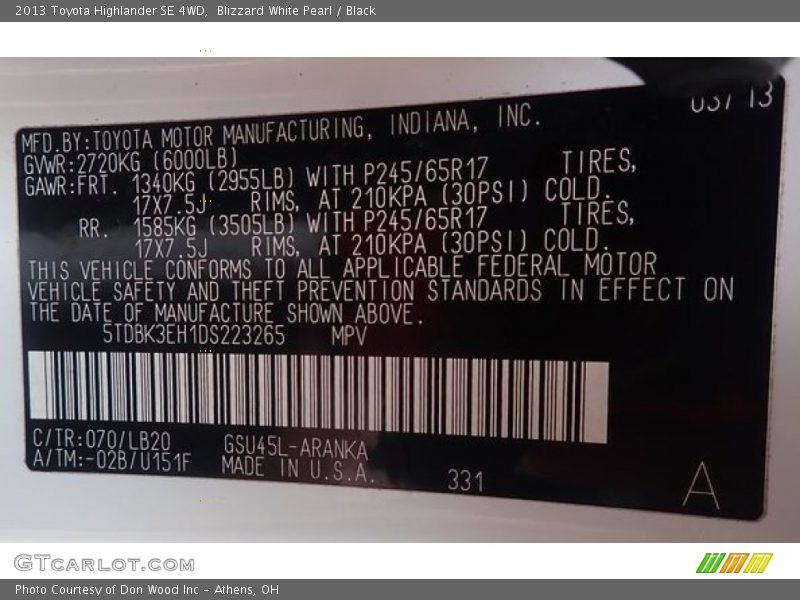 2013 Toyota Highlander SE 4WD,  Blizzard White Pearl / Black
03/13
MFD.BY:TOYOTA MOTOR MANUFACTURING, INDIANA, INC.
GVWR:2720KG (6000LB)
GAWR:FRT. 1340KG (2955LB) WITH P245/65R17 TIRES,
17X7.5J RIMS, AT 210KPA (30PSI) COLD.
RR. 1585KG (3505LB) WITH P245/65R17 TIRES,
17X7.5J RIMS, AT 210KPA (30PSI) COLD.
THIS VEHICLE CONFORMS TO ALL APPLICABLE FEDERAL MOTOR
VEHICLE SAFETY AND THEFT PREVENTION STANDARDS IN EFFECT ON
THE DATE OF MANUFACTURE SHOWN ABOVE.
5TDBK3EH1DS223265 MPV
C/TR:070/LB20 GSU45L-ARANKA
A/TM:-02B/U151F MADE IN U.S.A.
331 A
GTCARLOT.COM
Photo Courtesy of Don Wood Inc - Athens, OH